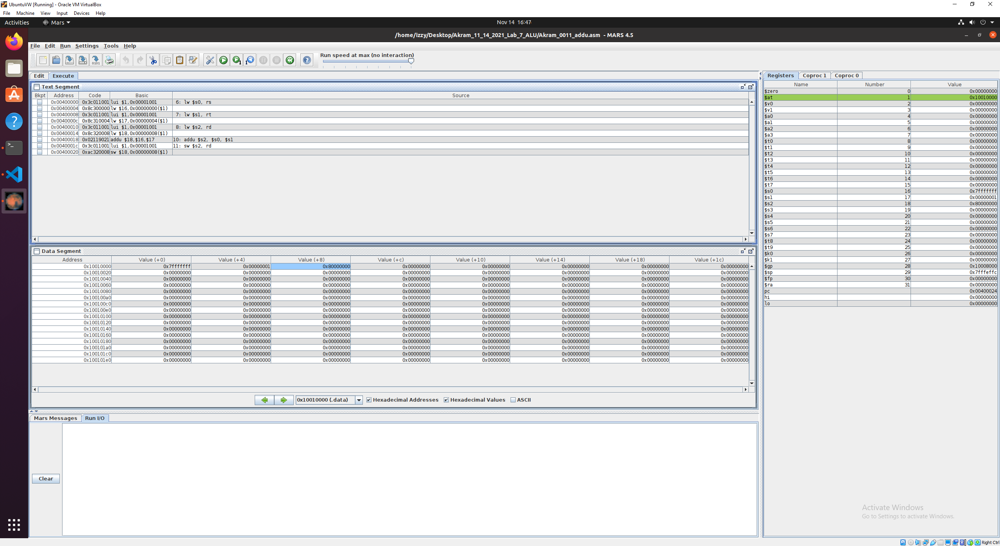 UbuntuVW [Running] - Oracle VM VirtualBox
File Machine View Input Devices Help
Activities Mars Nov 14 16:47
/home/izzy/Desktop/Akram_11_14_2021_Lab_7_ALU/Akram_0011_addu.asm - MARS 4.5
File Edit Run Settings Tools Help
Run speed at max (no interaction)
Edit Execute
Text Segment
Bkpt Address Code Basic Source
0x00400000 0x3c011001 lui $1,0x00001001 6: lw $s0, rs
0x00400004 0x8c300000 lw $16,0x00000000($1)
0x00400008 0x3c011001 lui $1,0x00001001 7: lw $s1, rt
0x0040000c 0x8c310004 lw $17,0x00000004($1)
0x00400010 0x3c011001 lui $1,0x00001001 8: lw $s2, rd
0x00400014 0x8c320008 lw $18,0x00000008($1)
0x00400018 0x02119021 addu $18,$16,$17 10: addu $s2, $s0, $s1
0x0040001c 0x3c011001 lui $1,0x00001001 11: sw $s2, rd
0x00400020 0xac320008 sw $18,0x00000008($1)
Data Segment
Address Value (+0) Value (+4) Value (+8) Value (+c) Value (+10) Value (+14) Value (+18) Value (+1c)
0x10010000 0x7fffffff 0x00000001 0x80000000 0x00000000 0x00000000 0x00000000 0x00000000 0x00000000
0x10010020 0x00000000 0x00000000 0x00000000 0x00000000 0x00000000 0x00000000 0x00000000 0x00000000
0x10010040 0x00000000 0x00000000 0x00000000 0x00000000 0x00000000 0x00000000 0x00000000 0x00000000
0x10010060 0x00000000 0x00000000 0x00000000 0x00000000 0x00000000 0x00000000 0x00000000 0x00000000
0x10010080 0x00000000 0x00000000 0x00000000 0x00000000 0x00000000 0x00000000 0x00000000 0x00000000
0x100100a0 0x00000000 0x00000000 0x00000000 0x00000000 0x00000000 0x00000000 0x00000000 0x00000000
0x100100c0 0x00000000 0x00000000 0x00000000 0x00000000 0x00000000 0x00000000 0x00000000 0x00000000
0x100100e0 0x00000000 0x00000000 0x00000000 0x00000000 0x00000000 0x00000000 0x00000000 0x00000000
0x10010100 0x00000000 0x00000000 0x00000000 0x00000000 0x00000000 0x00000000 0x00000000 0x00000000
0x10010120 0x00000000 0x00000000 0x00000000 0x00000000 0x00000000 0x00000000 0x00000000 0x00000000
0x10010140 0x00000000 0x00000000 0x00000000 0x00000000 0x00000000 0x00000000 0x00000000 0x00000000
0x10010160 0x00000000 0x00000000 0x00000000 0x00000000 0x00000000 0x00000000 0x00000000 0x00000000
0x10010180 0x00000000 0x00000000 0x00000000 0x00000000 0x00000000 0x00000000 0x00000000 0x00000000
0x100101a0 0x00000000 0x00000000 0x00000000 0x00000000 0x00000000 0x00000000 0x00000000 0x00000000
0x100101c0 0x00000000 0x00000000 0x00000000 0x00000000 0x00000000 0x00000000 0x00000000 0x00000000
0x100101e0 0x00000000 0x00000000 0x00000000 0x00000000 0x00000000 0x00000000 0x00000000 0x00000000
0x10010000 (.data) Hexadecimal Addresses Hexadecimal Values ASCII
Mars Messages Run I/O
Clear
Registers Coproc 1 Coproc 0
Name Number Value
$zero 0 0x00000000
$at 1 0x10010000
$v0 2 0x00000000
$v1 3 0x00000000
$a0 4 0x00000000
$a1 5 0x00000000
$a2 6 0x00000000
$a3 7 0x00000000
$t0 8 0x00000000
$t1 9 0x00000000
$t2 10 0x00000000
$t3 11 0x00000000
$t4 12 0x00000000
$t5 13 0x00000000
$t6 14 0x00000000
$t7 15 0x00000000
$s0 16 0x7fffffff
$s1 17 0x00000001
$s2 18 0x80000000
$s3 19 0x00000000
$s4 20 0x00000000
$s5 21 0x00000000
$s6 22 0x00000000
$s7 23 0x00000000
$t8 24 0x00000000
$t9 25 0x00000000
$k0 26 0x00000000
$k1 27 0x00000000
$gp 28 0x10008000
$sp 29 0x7fffeffc
$fp 30 0x00000000
$ra 31 0x00000000
pc 0x00400024
hi 0x00000000
lo 0x00000000
Activate Windows
Go to Settings to activate Windows.
Right Ctrl